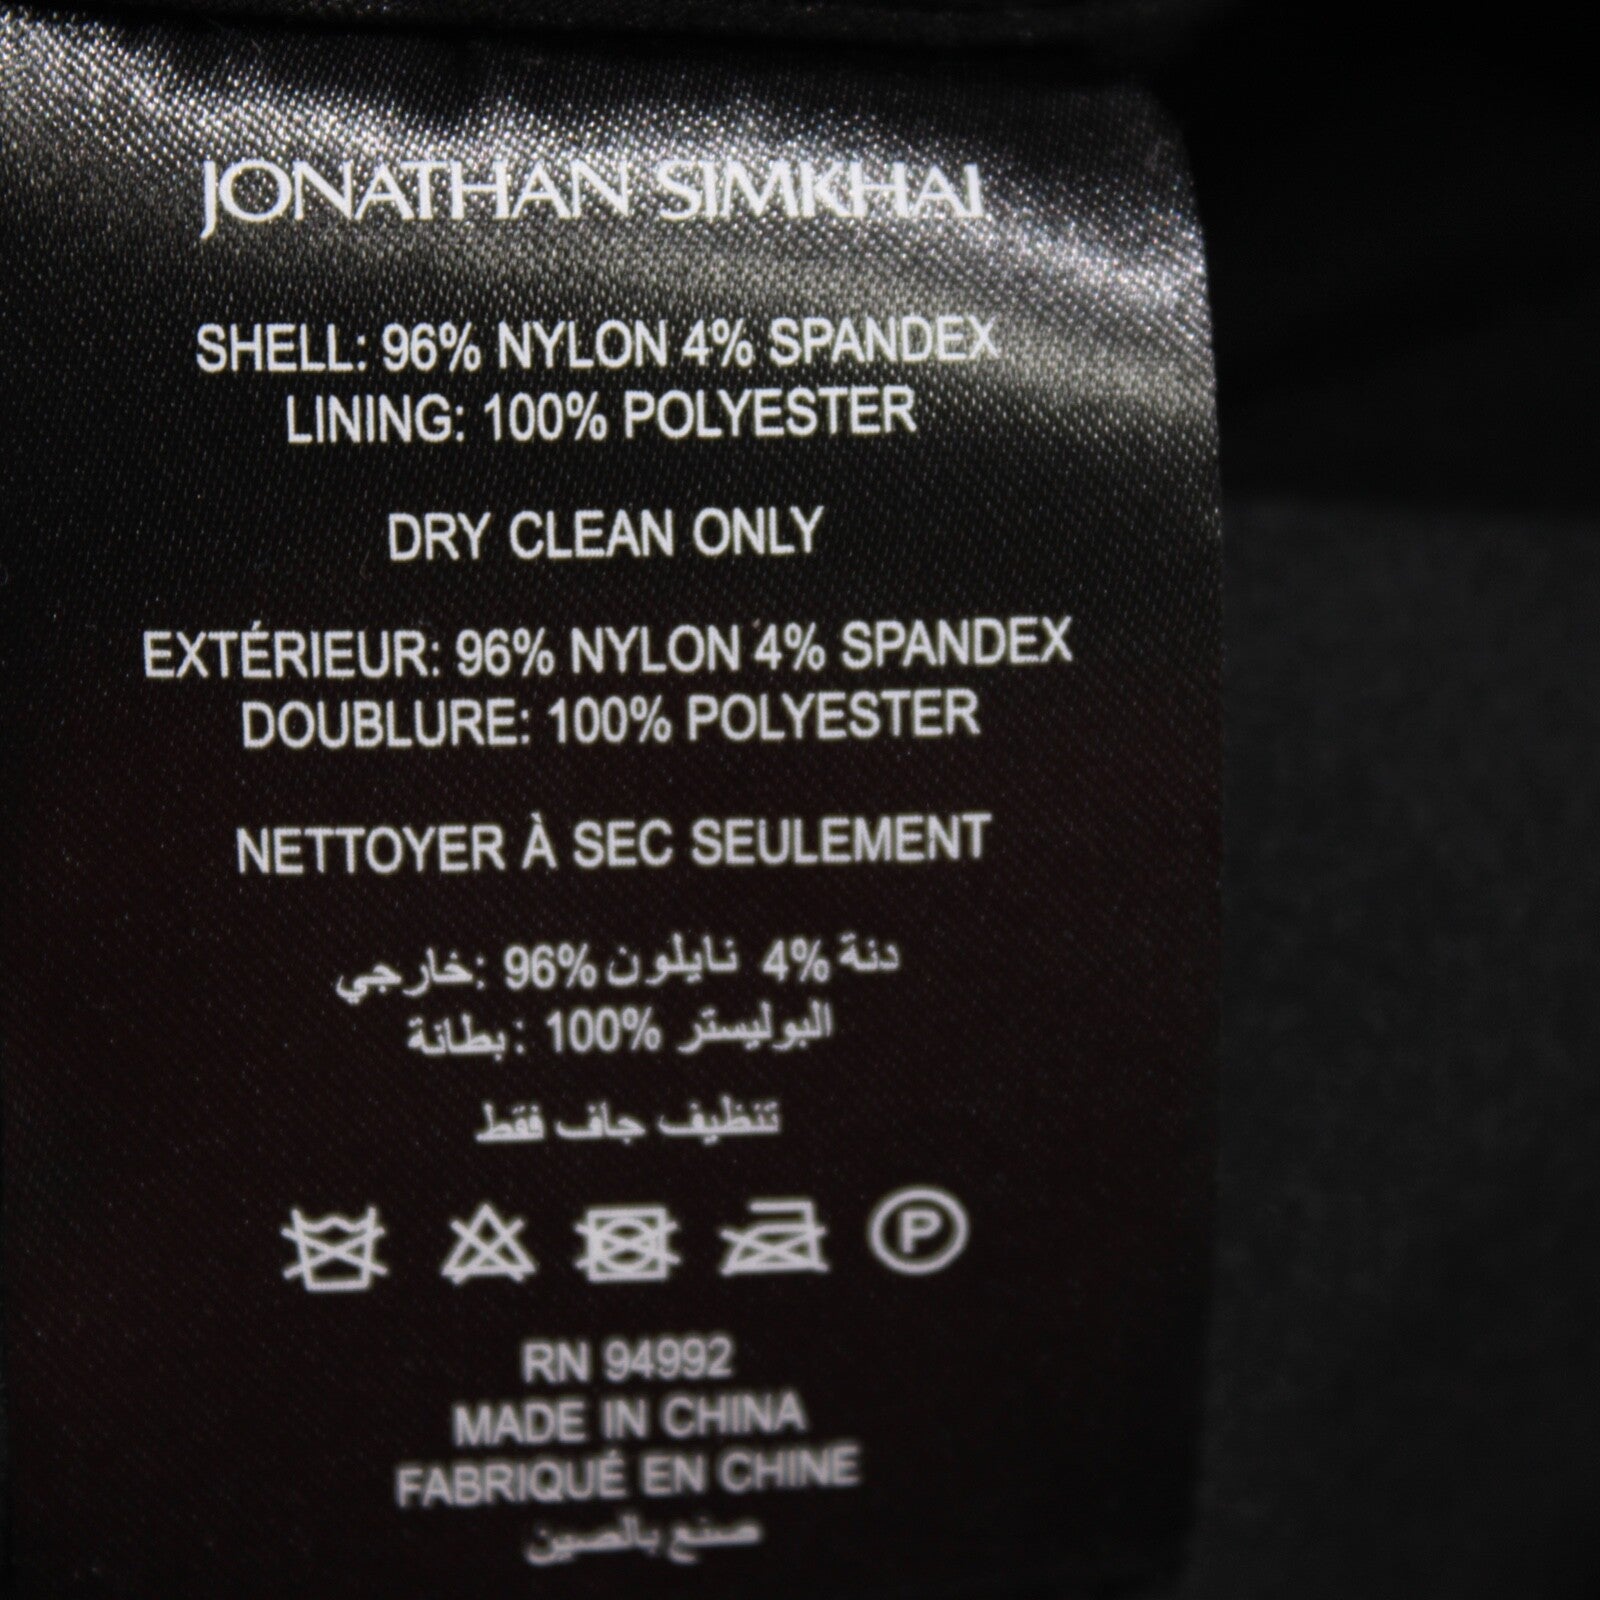 JONATHAN SIMKHAI
SHELL: 96% NYLON 4% SPANDEX
LINING: 100% POLYESTER
DRY CLEAN ONLY
EXTÉRIEUR: 96% NYLON 4% SPANDEX
DOUBLURE: 100% POLYESTER
NETTOYER À SEC SEULEMENT
خارجي: 96% نايلون 4% دنة
بطانة: 100% البوليستر
تنظيف جاف فقط
P
RN 94992
MADE IN CHINA
FABRIQUÉ EN CHINE
صنع بالصين